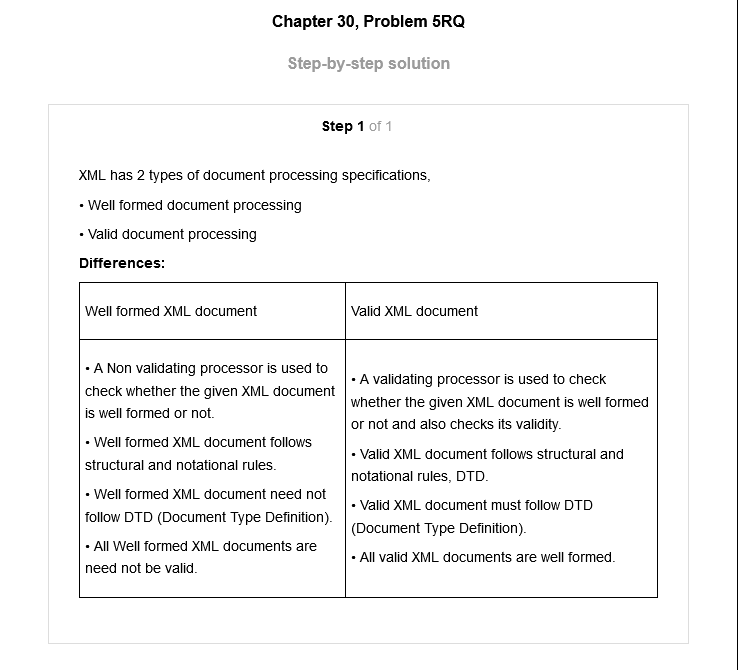 Chapter 30, Problem 5RQ
Step-by-step solution
Step 1 of 1
XML has 2 types of document processing specifications,
• Well formed document processing
• Valid document processing
Differences:
Well formed XML document
Valid XML document
• A Non validating processor is used to
check whether the given XML document
is well formed or not.
• Well formed XML document follows
structural and notational rules.
• Well formed XML document need not
follow DTD (Document Type Definition).
• All Well formed XML documents are
need not be valid.
• A validating processor is used to check
whether the given XML document is well formed
or not and also checks its validity.
• Valid XML document follows structural and
notational rules, DTD.
• Valid XML document must follow DTD
(Document Type Definition).
• All valid XML documents are well formed.